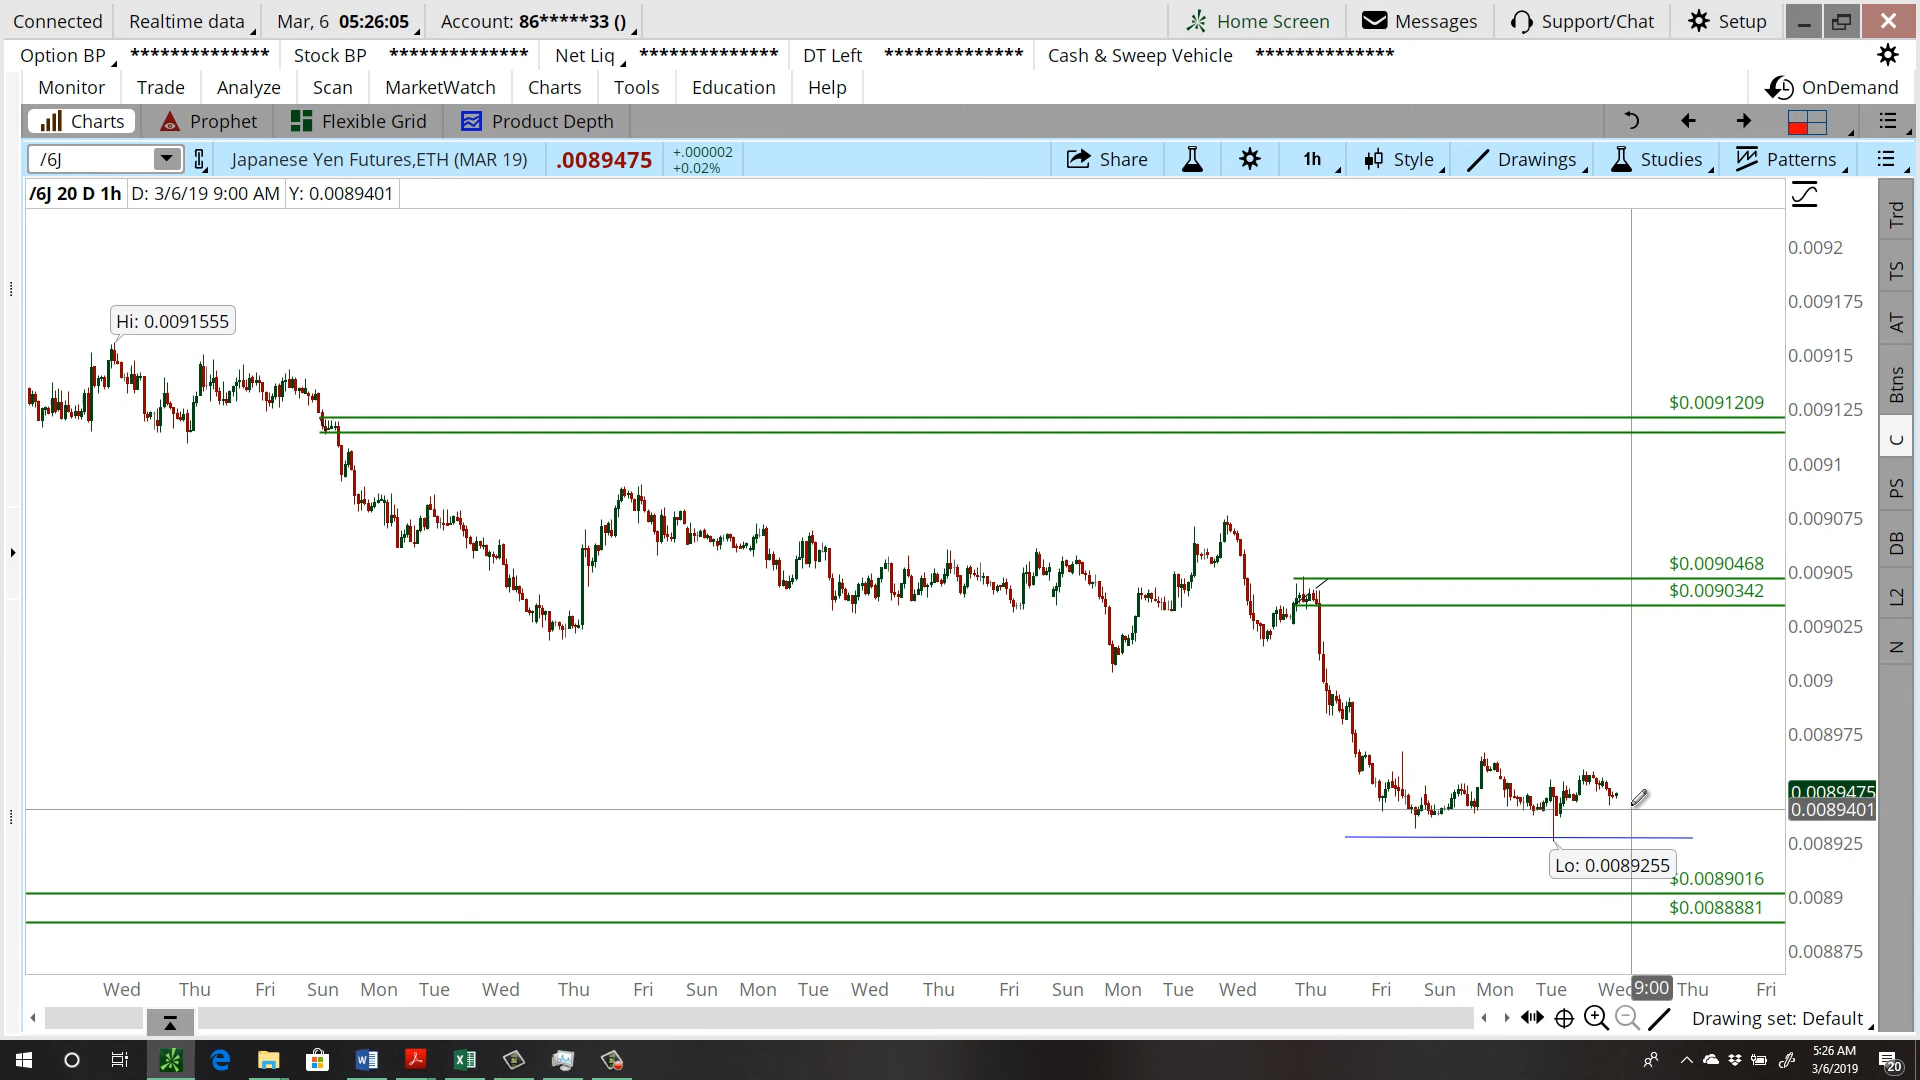 Connected Realtime data Mar, 6 05:26:05 Account: 86*****33 () Home Screen Messages Support/Chat Setup
Option BP ************** Stock BP ************** Net Liq ************** DT Left ************** Cash & Sweep Vehicle **************
Monitor Trade Analyze Scan MarketWatch Charts Tools Education Help OnDemand
Charts Prophet Flexible Grid Product Depth
/6J Japanese Yen Futures,ETH (MAR 19) .0089475 +.000002 +0.02% Share 1h Style Drawings Studies Patterns
/6J 20 D 1h D: 3/6/19 9:00 AM Y: 0.0089401
Trd
0.0092
TS
0.009175
Hi: 0.0091555
AT
0.00915
Btns
$0.0091209
0.009125
C
0.0091
PS
0.009075
DB
$0.0090468
0.00905
$0.0090342
L2
0.009025
N
0.009
0.008975
0.0089475
0.0089401
0.008925
Lo: 0.0089255
$0.0089016
0.0089
$0.0088881
0.008875
Wed Thu Fri Sun Mon Tue Wed Thu Fri Sun Mon Tue Wed Thu Fri Sun Mon Tue Wed Thu Fri Sun Mon Tue Wed 9:00 Thu Fri
Drawing set: Default
5:26 AM
3/6/2019
20